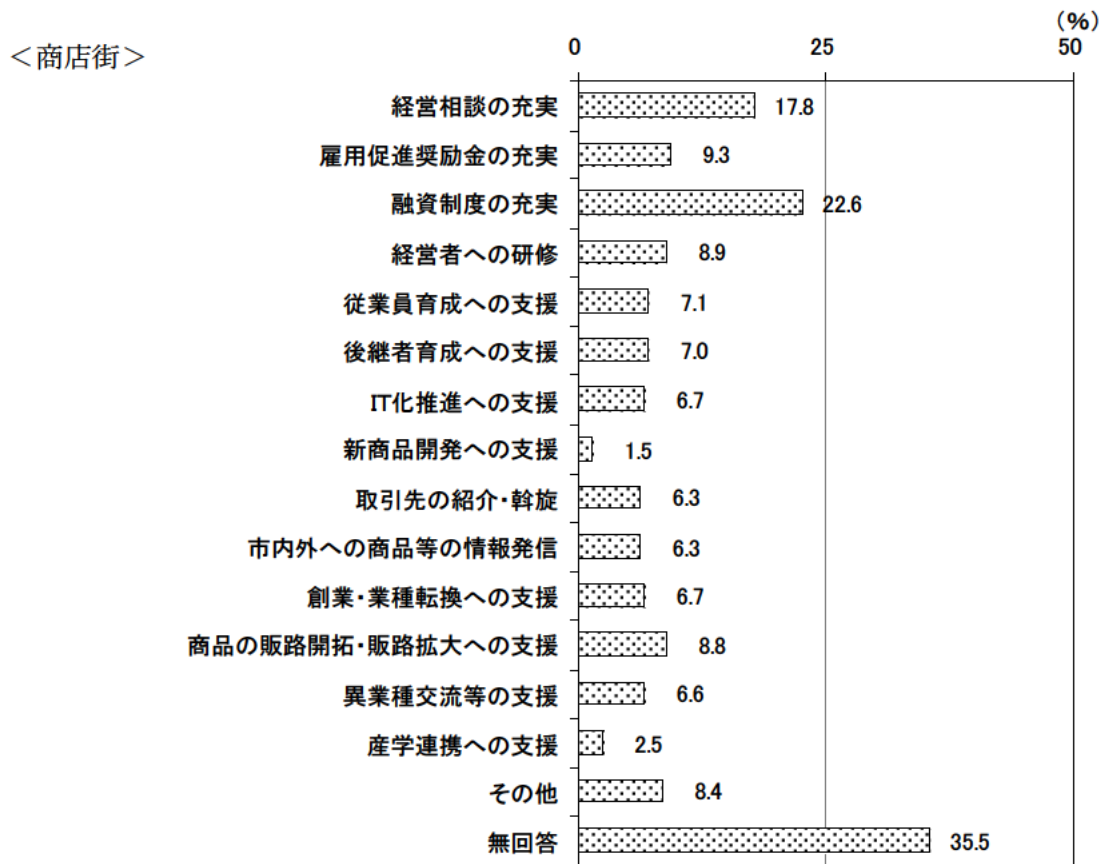 (%)
<商店街>
0 25 50
経営相談の充実 17.8
雇用促進奨励金の充実 9.3
融資制度の充実 22.6
経営者への研修 8.9
従業員育成への支援 7.1
後継者育成への支援 7.0
IT化推進への支援 6.7
新商品開発への支援 1.5
取引先の紹介・斡旋 6.3
市内外への商品等の情報発信 6.3
創業・業種転換への支援 6.7
商品の販路開拓・販路拡大への支援 8.8
異業種交流等の支援 6.6
産学連携への支援 2.5
その他 8.4
無回答 35.5